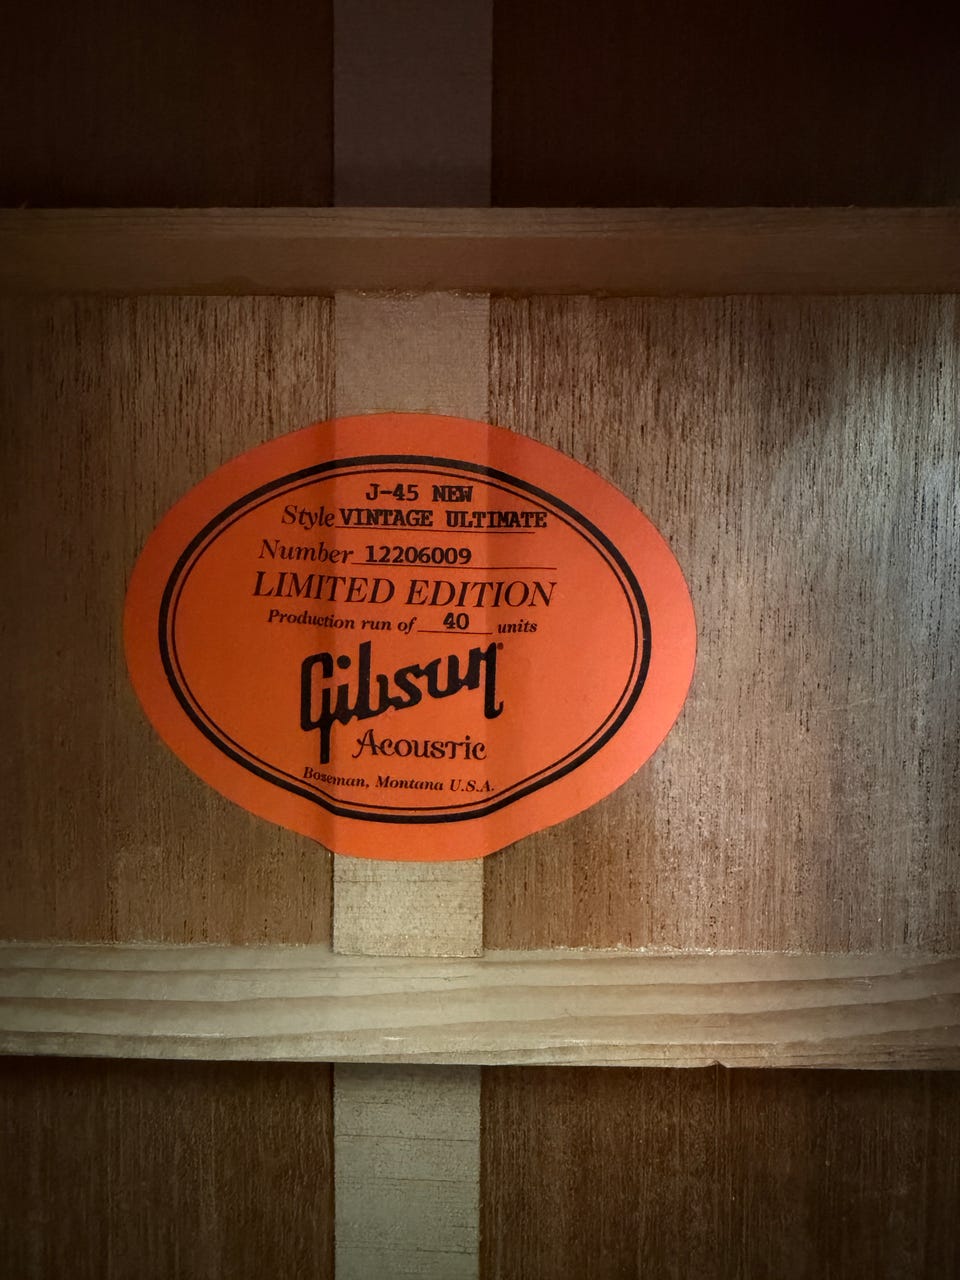 J-45 NEW
Style VINTAGE ULTIMATE
Number 12206009
LIMITED EDITION
Production run of 40 units
Gibson
Acoustic
Bozeman, Montana U.S.A.